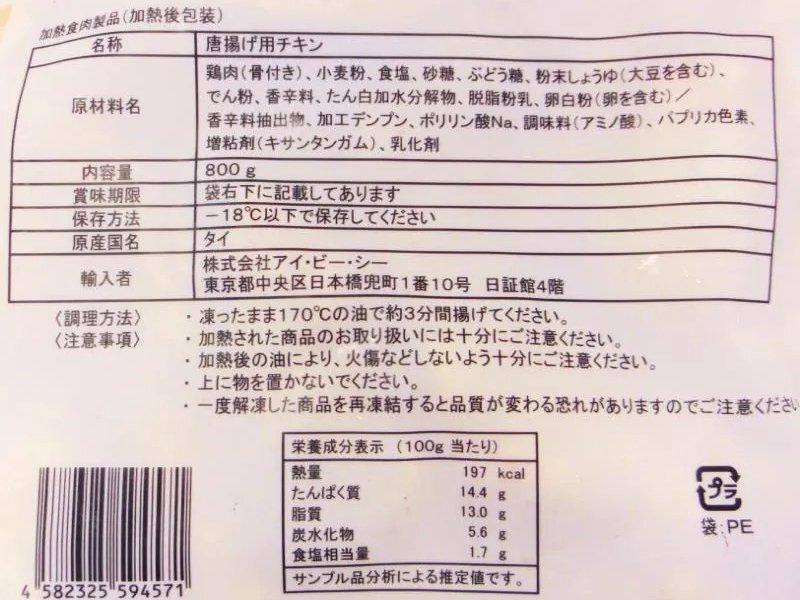 加熱食肉製品(加熱後包装)
名称 唐揚げ用チキン
原材料名 鶏肉(骨付き)、小麦粉、食塩、砂糖、ぶどう糖、粉末しょうゆ(大豆を含む)、
でん粉、香辛料、たん白加水分解物、脱脂粉乳、卵白粉(卵を含む)/
香辛料抽出物、加工デンプン、ポリリン酸Na、調味料(アミノ酸)、パプリカ色素、
増粘剤(キサンタンガム)、乳化剤
内容量 800g
賞味期限 袋右下に記載してあります
保存方法 -18℃以下で保存してください
原産国名 タイ
輸入者 株式会社アイ・ビー・シー
東京都中央区日本橋兜町1番10号 日証館4階
〈調理方法〉 ・凍ったまま170℃の油で約3分間揚げてください。
〈注意事項〉 ・加熱された商品のお取り扱いには十分にご注意ください。
・加熱後の油により、火傷などしないよう十分にご注意ください。
・上に物を置かないでください。
・一度解凍した商品を再凍結すると品質が変わる恐れがありますのでご注意ください
栄養成分表示 (100g 当たり)
熱量 197 kcal
たんぱく質 14.4 g
脂質 13.0 g
炭水化物 5.6 g
食塩相当量 1.7 g
サンプル品分析による推定値です。
プラ
袋:PE
4 582325 594571